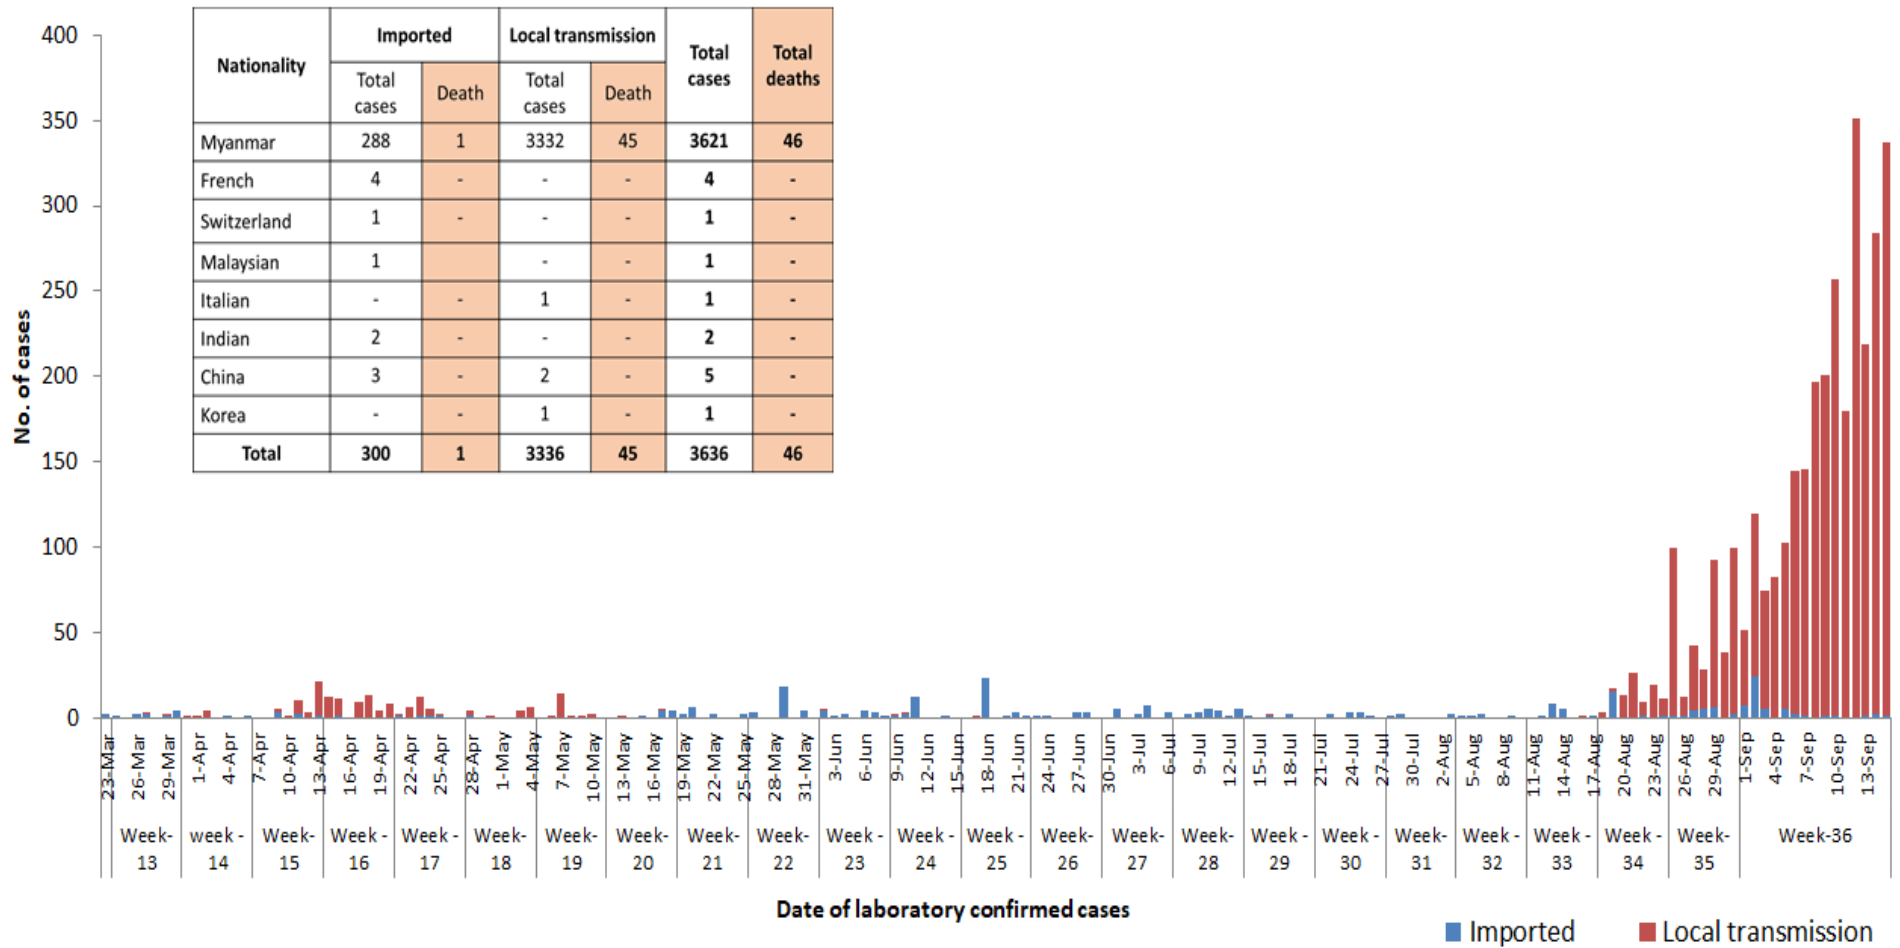 Nationality Imported Local transmission Total cases Total deaths
Total cases Death Total cases Death
Myanmar 288 1 3332 45 3621 46
French 4 - - - 4 -
Switzerland 1 - - - 1 -
Malaysian 1 - - 1 -
Italian - - 1 - 1 -
Indian 2 - - - 2 -
China 3 - 2 - 5 -
Korea - - 1 - 1 -
Total 300 1 3336 45 3636 46
400
350
300
250
200
150
100
50
0
No. of cases
23-Mar 26-Mar 29-Mar 1-Apr 4-Apr 7-Apr 10-Apr 13-Apr 16-Apr 19-Apr 22-Apr 25-Apr 28-Apr 1-May 4-May 7-May 10-May 13-May 16-May 19-May 22-May 25-May 28-May 31-May 3-Jun 6-Jun 9-Jun 12-Jun 15-Jun 18-Jun 21-Jun 24-Jun 27-Jun 30-Jun 3-Jul 6-Jul 9-Jul 12-Jul 15-Jul 18-Jul 21-Jul 24-Jul 27-Jul 30-Jul 2-Aug 5-Aug 8-Aug 11-Aug 14-Aug 17-Aug 20-Aug 23-Aug 26-Aug 29-Aug 1-Sep 4-Sep 7-Sep 10-Sep 13-Sep
Week- week - Week- Week - Week - Week- Week- Week - Week- Week- Week - Week - Week - Week - Week- Week- Week - Week - Week- Week - Week - Week - Week- Week-36
13 14 15 16 17 18 19 20 21 22 23 24 25 26 27 28 29 30 31 32 33 34 35
Date of laboratory confirmed cases
Imported Local transmission